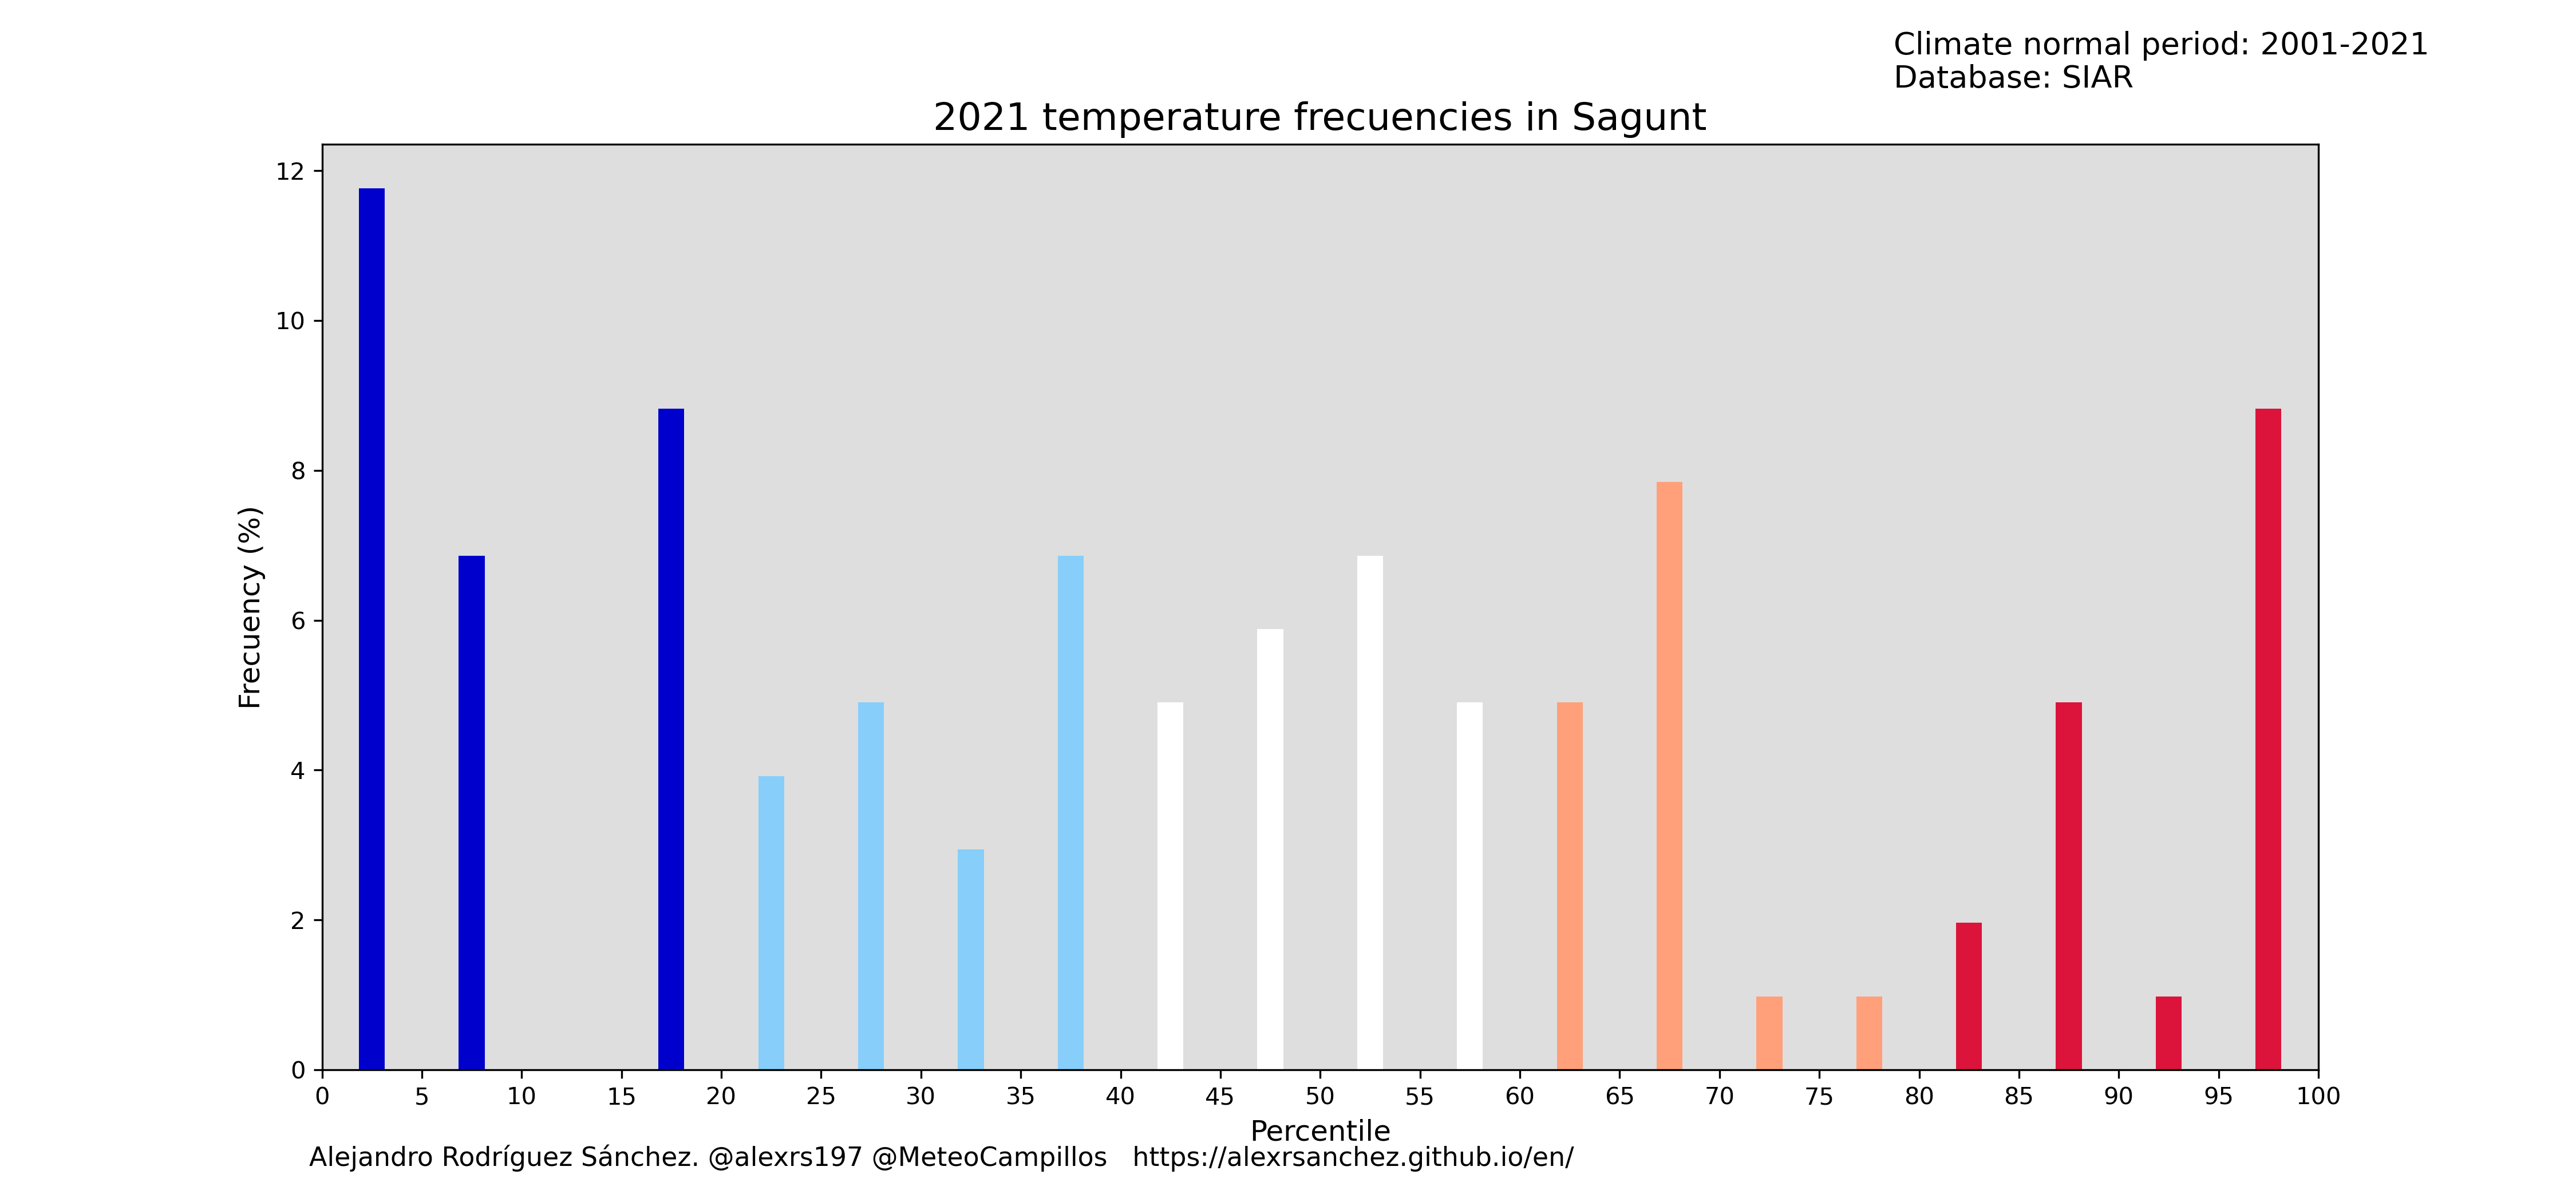 Climate normal period: 2001-2021
Database: SIAR
2021 temperature frecuencies in Sagunt
12
10
8
6
4
2
0
Frecuency (%)
0 5 10 15 20 25 30 35 40 45 50 55 60 65 70 75 80 85 90 95 100
Percentile
Alejandro Rodríguez Sánchez. @alexrs197 @MeteoCampillos https://alexrsanchez.github.io/en/